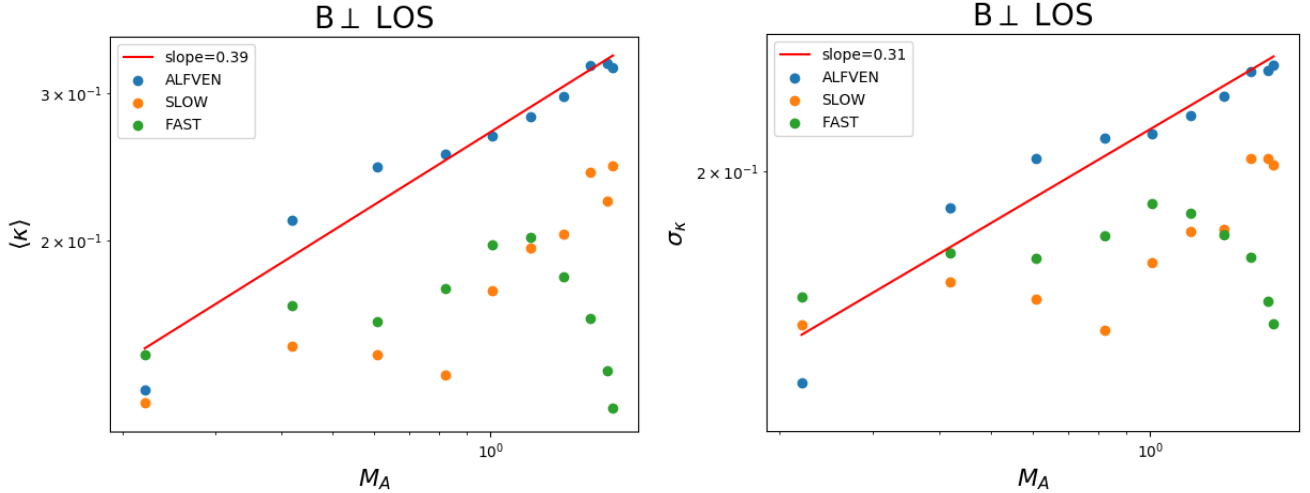 B⊥ LOS
slope=0.39
ALFVEN
SLOW
FAST
3 × 10⁻¹
2 × 10⁻¹
⟨κ⟩
10⁰
M_A
B⊥ LOS
slope=0.31
ALFVEN
SLOW
FAST
2 × 10⁻¹
σ_κ
10⁰
M_A